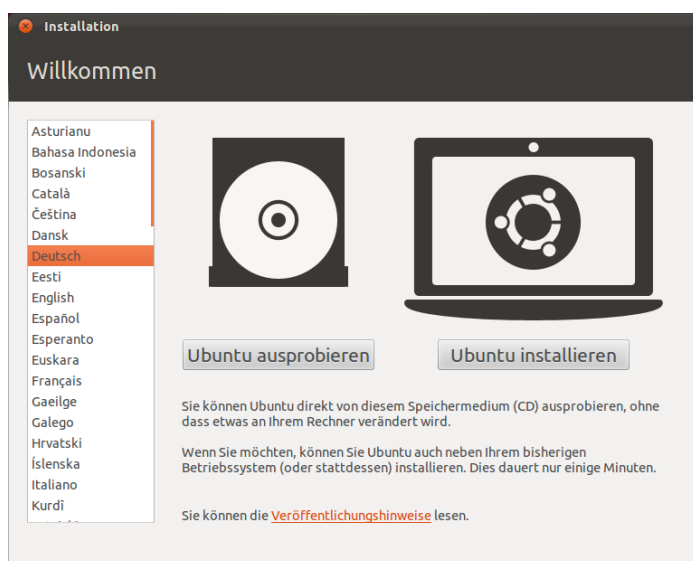 Installation
Willkommen
Asturianu
Bahasa Indonesia
Bosanski
Català
Čeština
Dansk
Deutsch
Eesti
English
Español
Esperanto
Euskara
Français
Gaeilge
Galego
Hrvatski
Íslenska
Italiano
Kurdî
Ubuntu ausprobieren
Ubuntu installieren
Sie können Ubuntu direkt von diesem Speichermedium (CD) ausprobieren, ohne
dass etwas an Ihrem Rechner verändert wird.
Wenn Sie möchten, können Sie Ubuntu auch neben Ihrem bisherigen
Betriebssystem (oder stattdessen) installieren. Dies dauert nur einige Minuten.
Sie können die Veröffentlichungshinweise lesen.